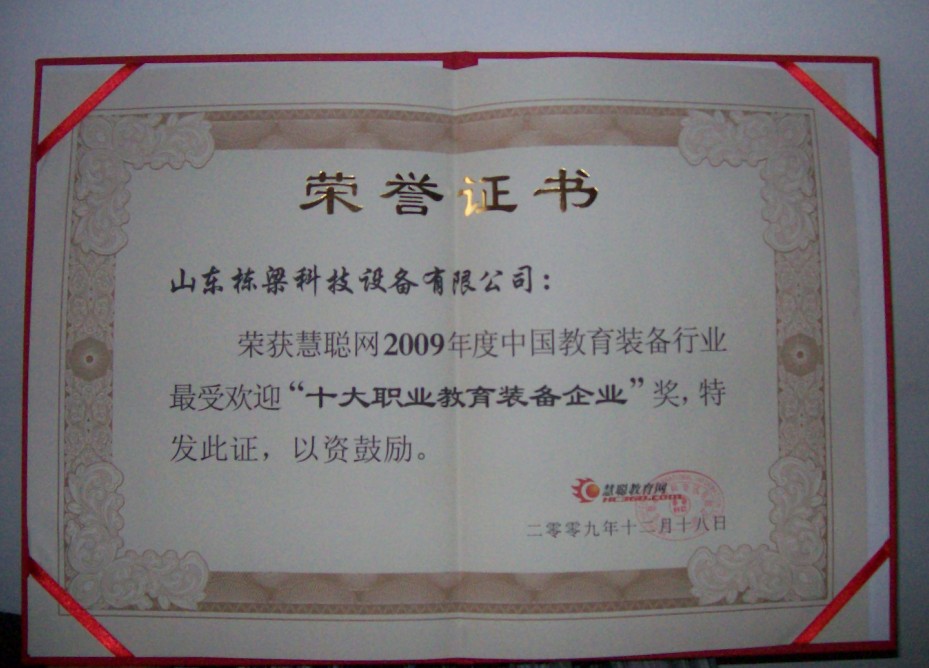 荣誉证书
山东栋梁科技设备有限公司：
荣获慧聪网2009年度中国教育装备行业
最受欢迎“十大职业教育装备企业”奖，特
发此证，以资鼓励。
慧聪教育网
HC360.COM
二零零九年十二月十八日